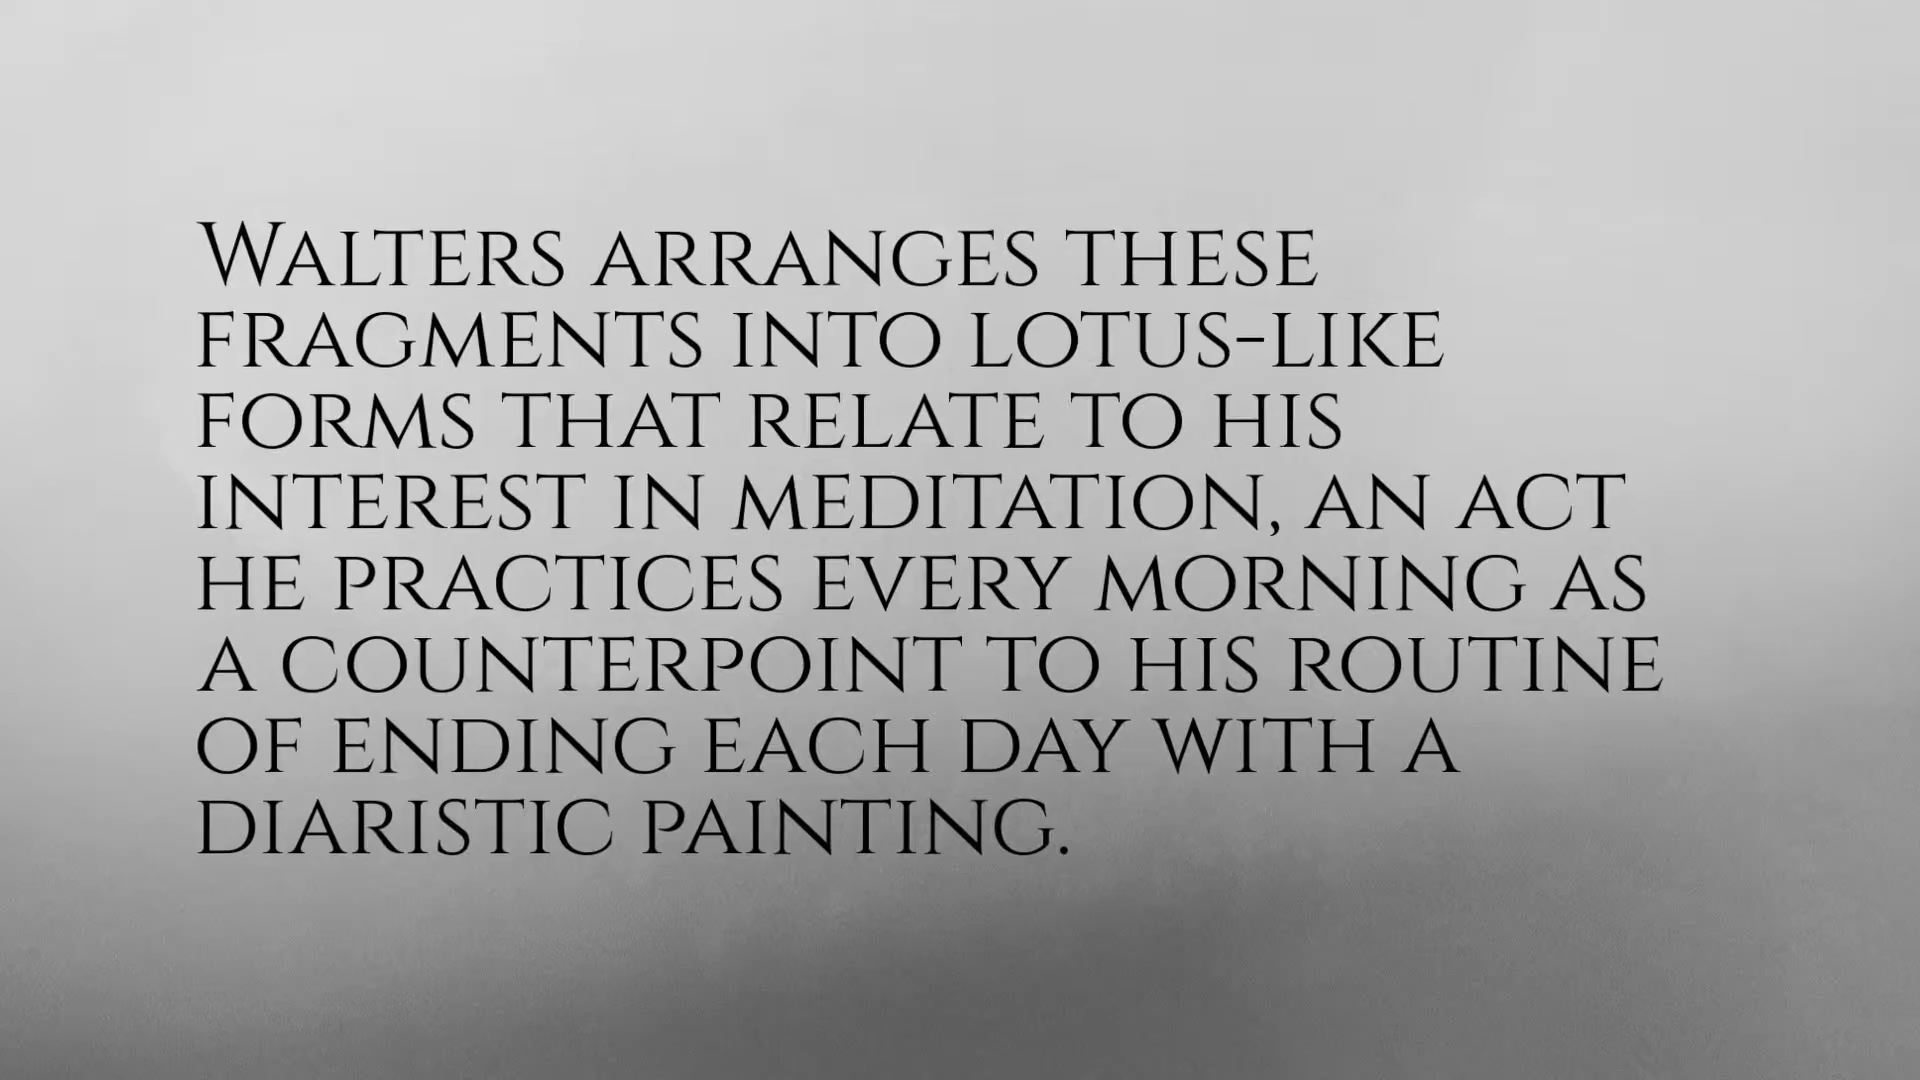 Walters arranges these
fragments into lotus-like
forms that relate to his
interest in meditation, an act
he practices every morning as
a counterpoint to his routine
of ending each day with a
diaristic painting.